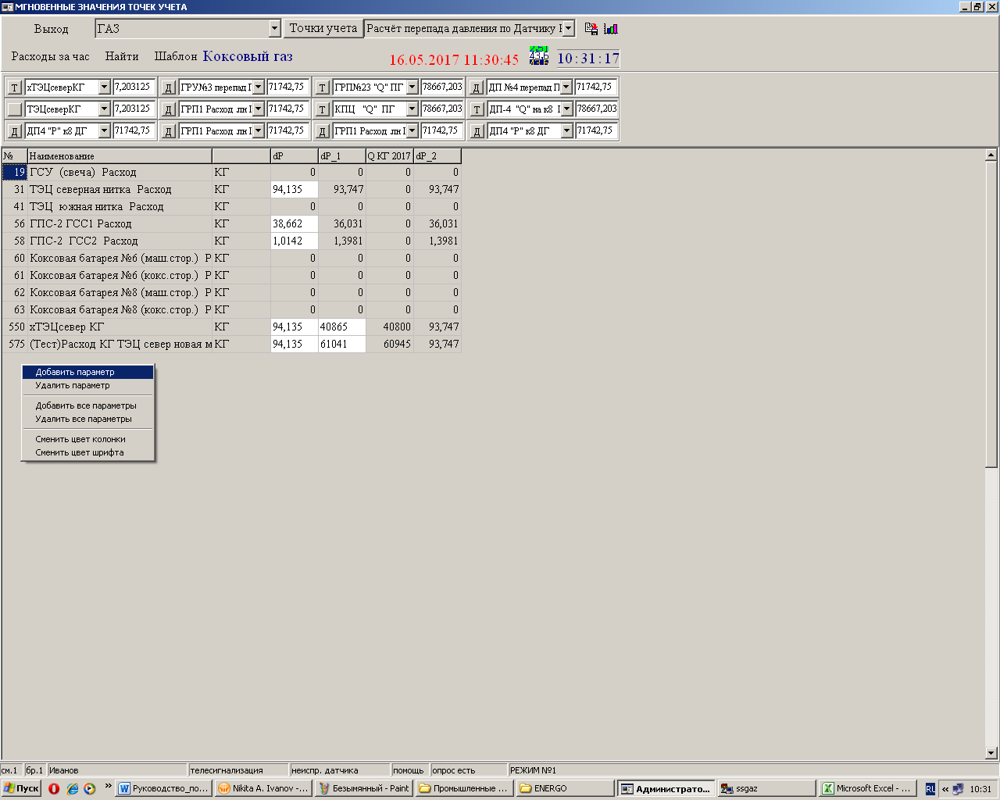 МГНОВЕННЫЕ ЗНАЧЕНИЯ ТОЧЕК УЧЕТА
Выход ГАЗ Точки учета Расчёт перепада давления по Датчику
Расходы за час Найти Шаблон Коксовый газ 16.05.2017 11:30:45 43,6 10:31:17
Т хТЭЦсеверКГ 7,203125 Д ГРУ№3 перепад 71742,75 Т ГРП№23 "Q" ПГ 78667,203 Д ДП №4 перепад П 71742,75
ТЭЦсеверКГ 7,203125 Д ГРП1 Расход лн 71742,75 Т КПЦ "Q" ПГ 78667,203 Т ДП-4 "Q" на к8 78667,203
Д ДП4 "Р" к8 ДГ 71742,75 Д ГРП1 Расход лн 71742,75 Д ГРП1 Расход лн 71742,75 Д ДП4 "Р" к8 ДГ 71742,75
№ Наименование dP dP_1 Q КГ 2017 dP_2
19 ГСУ (свеча) Расход КГ 0 0 0 0
31 ТЭЦ северная нитка Расход КГ 94,135 93,747 0 93,747
41 ТЭЦ южная нитка Расход КГ 0 0 0 0
56 ГПС-2 ГСС1 Расход КГ 38,662 36,031 0 36,031
58 ГПС-2 ГСС2 Расход КГ 1,0142 1,3981 0 1,3981
60 Коксовая батарея №6 (маш.стор.) Р КГ 0 0 0 0
61 Коксовая батарея №6 (кокс.стор.) Р КГ 0 0 0 0
62 Коксовая батарея №8 (маш.стор.) Р КГ 0 0 0 0
63 Коксовая батарея №8 (кокс.стор.) Р КГ 0 0 0 0
550 хТЭЦсевер КГ КГ 94,135 40865 40800 93,747
575 (Тест)Расход КГ ТЭЦ север новая м КГ 94,135 61041 60945 93,747
Добавить параметр
Удалить параметр
Добавить все параметры
Удалить все параметры
Сменить цвет колонки
Сменить цвет шрифта
см.1 бр.1 Иванов телесигнализация неиспр. датчика помощь опрос есть РЕЖИМ №1
Пуск » Руководство_по... Nikita A. Ivanov -... Безымянный - Paint Промышленные ... ENERGO Администрато... ssgaz Microsoft Excel - ... RL « 10:31